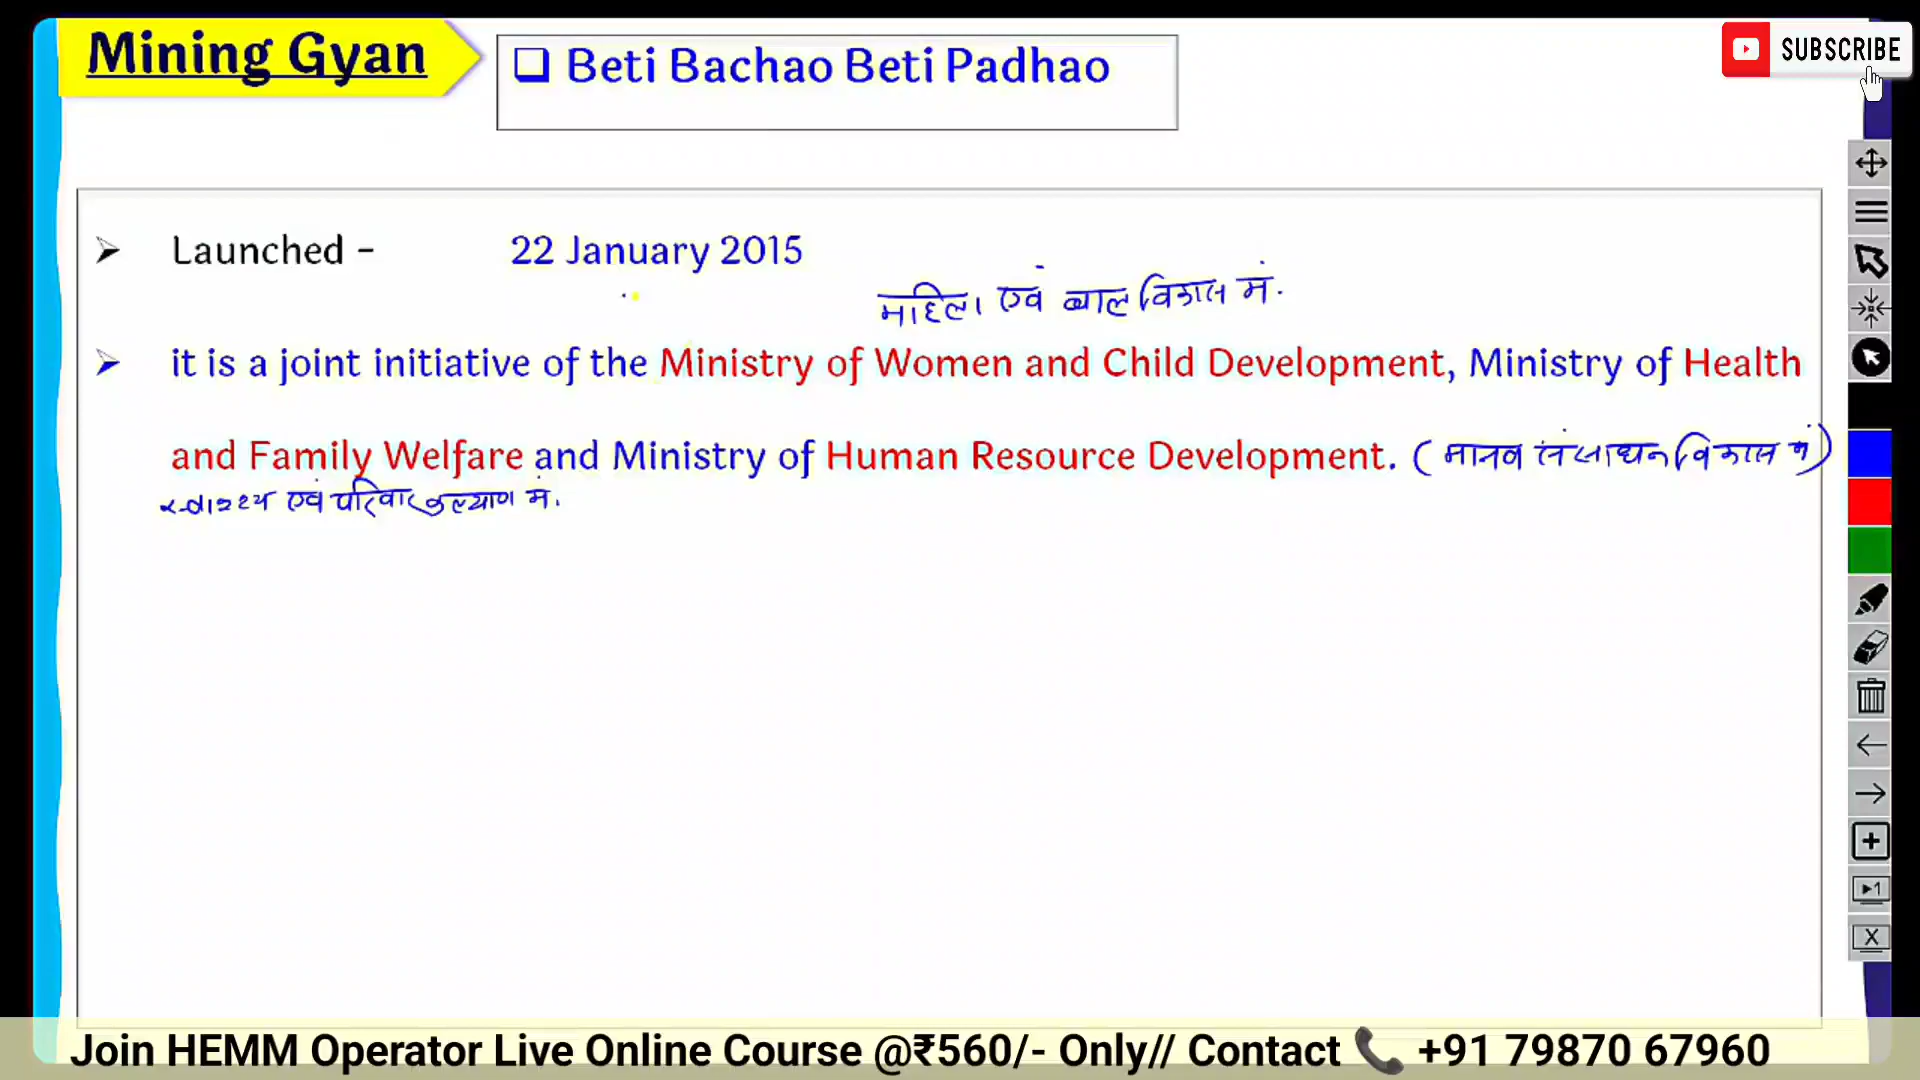 Mining Gyan
❑ Beti Bachao Beti Padhao
SUBSCRIBE
➢ Launched - 22 January 2015
महिला एवं बाल विकास मं.
➢ it is a joint initiative of the Ministry of Women and Child Development, Ministry of Health
and Family Welfare and Ministry of Human Resource Development. (मानव संसाधन विकास मं)
स्वास्थ्य एवं परिवार कल्याण मं.
Join HEMM Operator Live Online Course @₹560/- Only// Contact 📞 +91 79870 67960